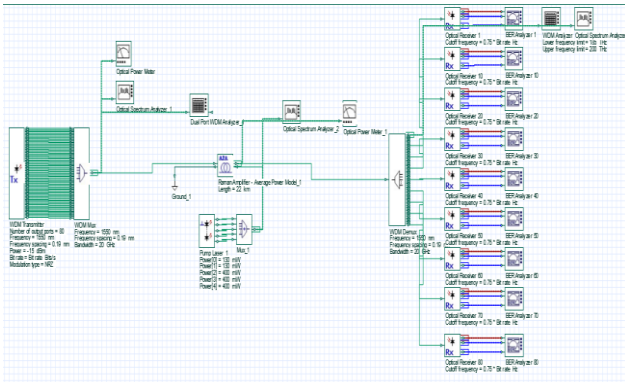 Optical Power Meter
Optical Spectrum Analyzer_1
Dual Port WDM Analyzer_
Tx
WDM Transmitter
Number of output ports = 80
Frequency = 1550 nm
Frequency spacing = 0.19 nm
Power = -15 dBm
Bit rate = Bit rate Bits/s
Modulation type = NRZ
WDM Mux
Frequency = 1550 nm
Frequency spacing = 0.19 nm
Bandwidth = 20 GHz
Ground_1
Raman Amplifier - Average Power Model_1
Length = 22 km
Optical Spectrum Analyzer_2
Optical Power Meter_1
Pump Laser 1
Power[0] = 100 mW
Power[1] = 100 mW
Power[2] = 400 mW
Power[3] = 400 mW
Power[4] = 400 mW
Mux_1
WDM Demux
Frequency = 1550 nm
Frequency spacing = 0.19
Bandwidth = 20 GHz
Rx
Optical Receiver 1
Cutoff frequency = 0.75 * Bit rate Hz
BER Analyzer 1
WDM Analyzer
Lower frequency limit = Hz
Upper frequency limit = 200 THz
Optical Spectrum Analyzer
Rx
Optical Receiver 10
Cutoff frequency = 0.75 * Bit rate Hz
BER Analyzer 10
Rx
Optical Receiver 20
Cutoff frequency = 0.75 * Bit rate Hz
BER Analyzer 20
Rx
Optical Receiver 30
Cutoff frequency = 0.75 * Bit rate Hz
BER Analyzer 30
Rx
Optical Receiver 40
Cutoff frequency = 0.75 * Bit rate Hz
BER Analyzer 40
Rx
Optical Receiver 50
Cutoff frequency = 0.75 * Bit rate Hz
BER Analyzer 50
Rx
Optical Receiver 60
Cutoff frequency = 0.75 * Bit rate Hz
BER Analyzer 60
Rx
Optical Receiver 70
Cutoff frequency = 0.75 * Bit rate Hz
BER Analyzer 70
Rx
Optical Receiver 80
Cutoff frequency = 0.75 * Bit rate Hz
BER Analyzer 80